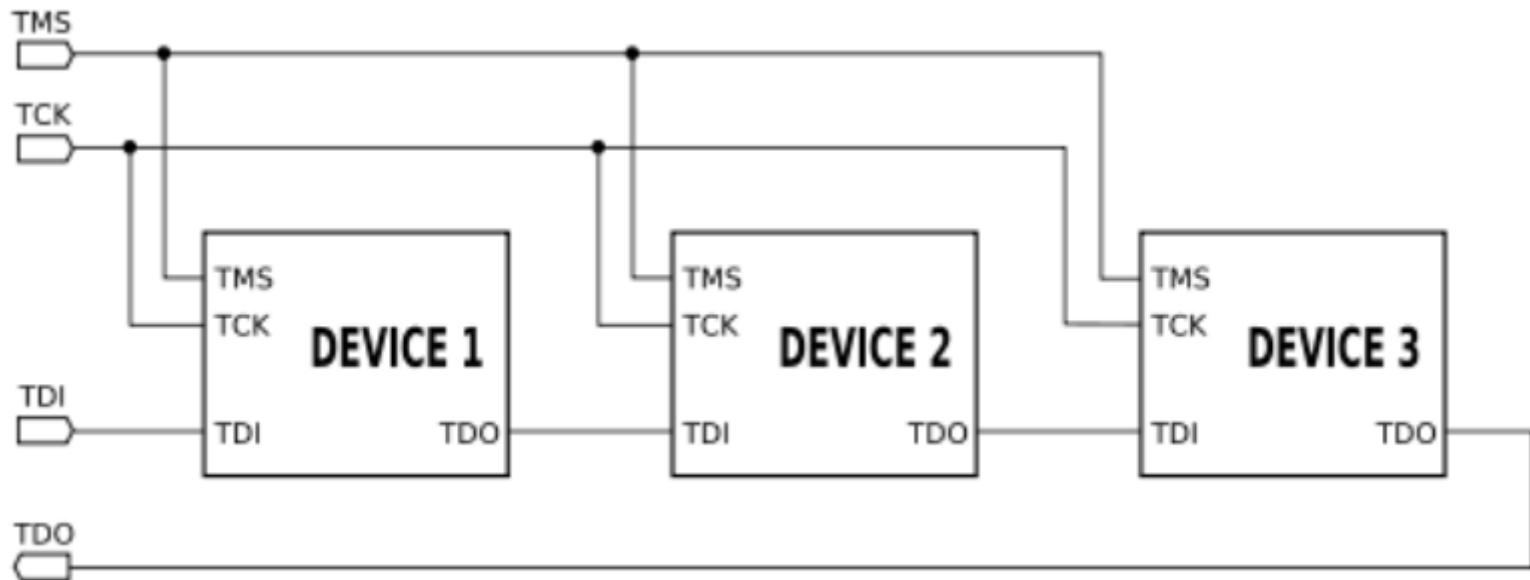 TMS
TCK
TMS
TCK
DEVICE 1
TDI
TDO
TMS
TCK
DEVICE 2
TDI
TDO
TMS
TCK
DEVICE 3
TDI
TDO
TDI
TDO